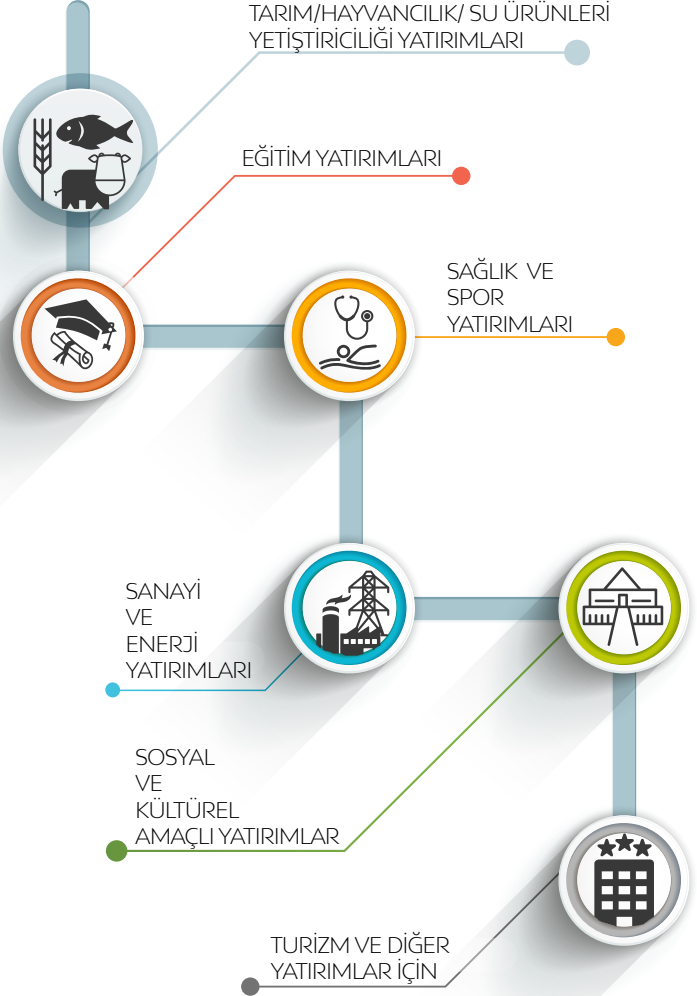 TARIM/HAYVANCILIK/ SU ÜRÜNLERİ
YETİŞTİRİCİLİĞİ YATIRIMLARI
EĞİTİM YATIRIMLARI
SAĞLIK VE
SPOR
YATIRIMLARI
SANAYİ
VE
ENERJİ
YATIRIMLARI
SOSYAL
VE
KÜLTÜREL
AMAÇLI YATIRIMLAR
TURİZM VE DİĞER
YATIRIMLAR İÇİN